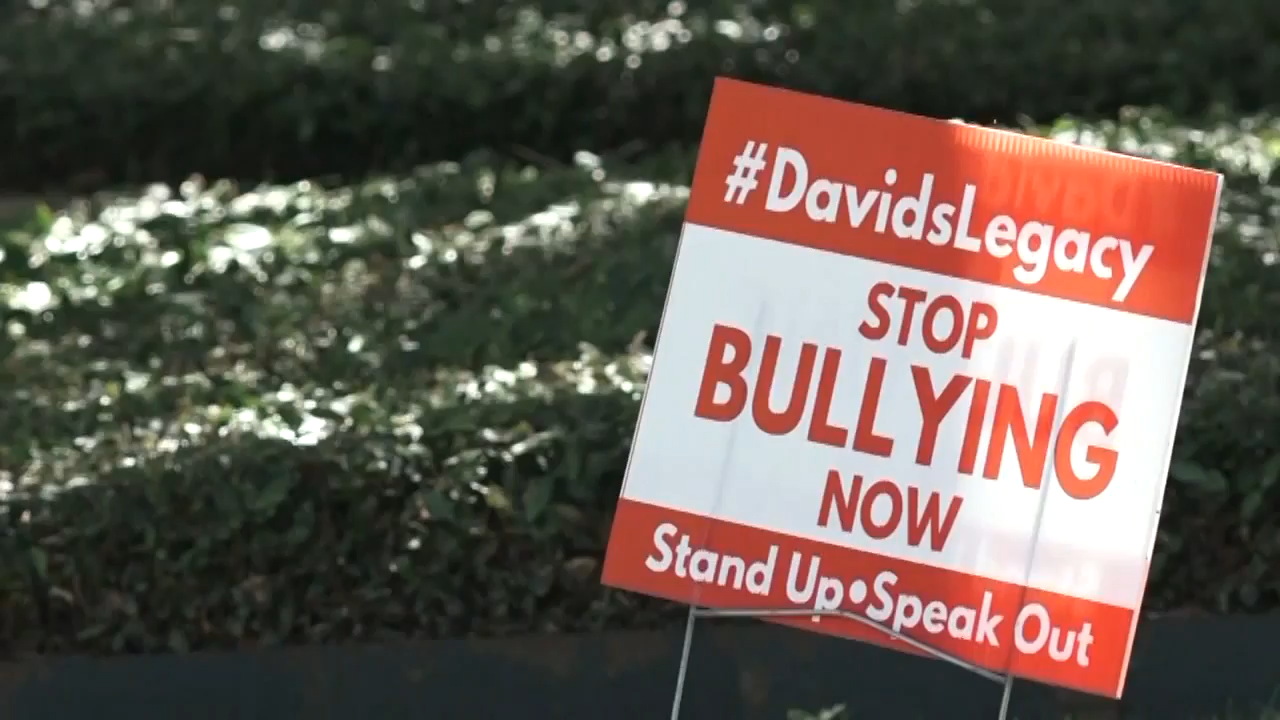 #DavidsLegacy
STOP
BULLYING
NOW
Stand Up•Speak Out